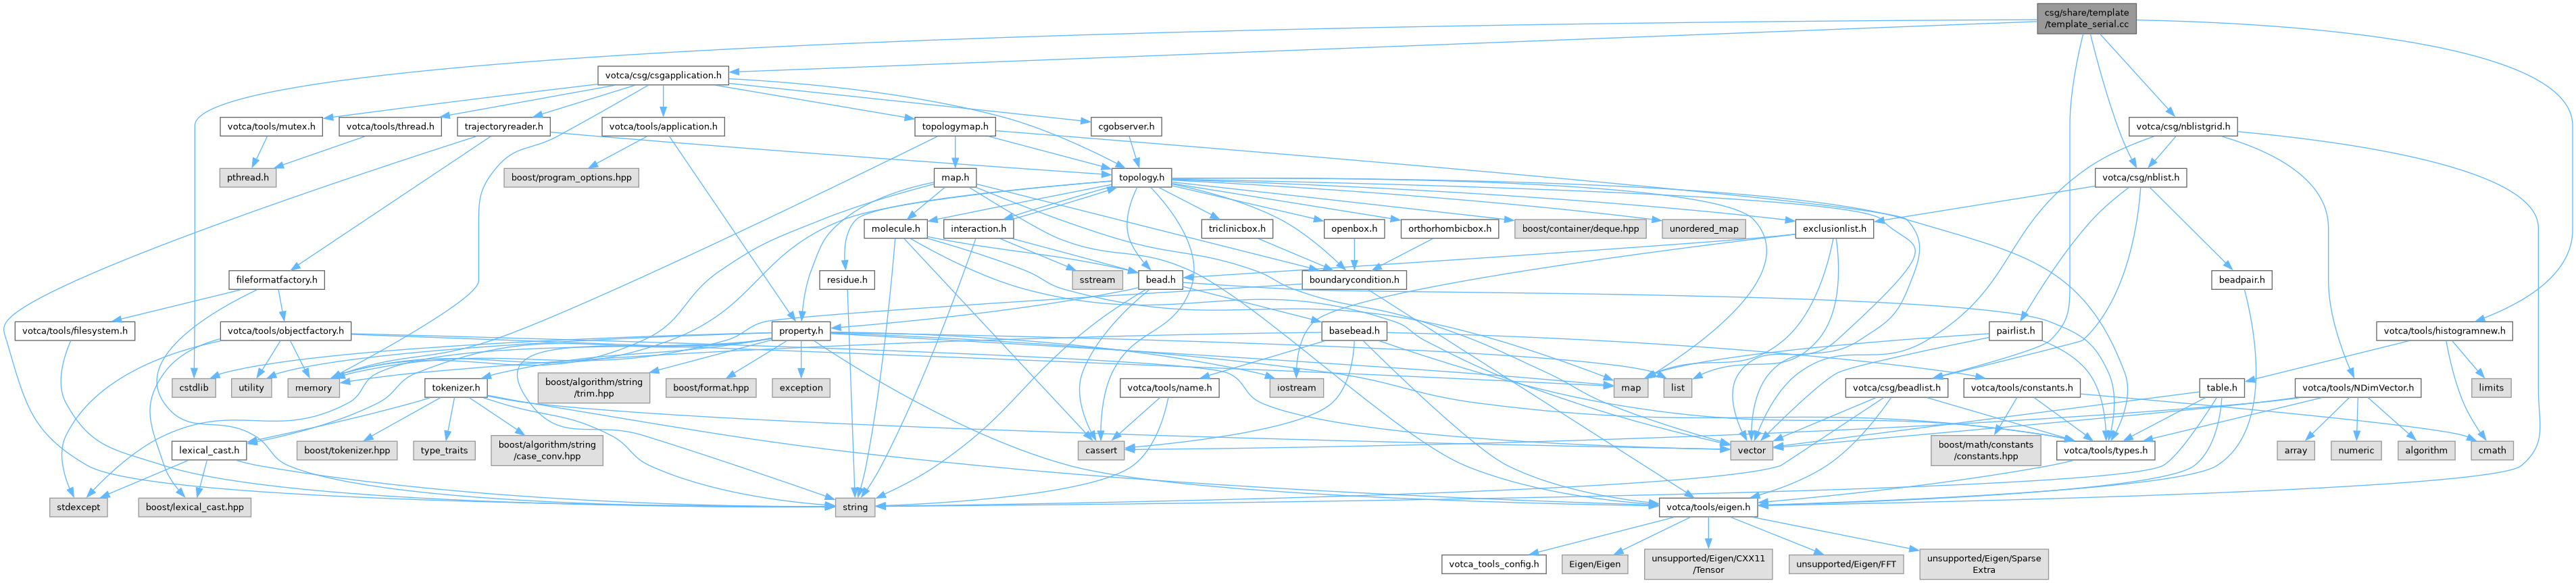 csg/share/template
/template_serial.cc
votca/csg/csgapplication.h
votca/tools/mutex.h
votca/tools/thread.h
trajectoryreader.h
votca/tools/application.h
topologymap.h
cgobserver.h
votca/csg/nblistgrid.h
pthread.h
boost/program_options.hpp
map.h
topology.h
votca/csg/nblist.h
molecule.h
interaction.h
triclinicbox.h
openbox.h
orthorhombicbox.h
boost/container/deque.hpp
unordered_map
exclusionlist.h
fileformatfactory.h
residue.h
sstream
bead.h
boundarycondition.h
beadpair.h
votca/tools/filesystem.h
votca/tools/objectfactory.h
property.h
basebead.h
pairlist.h
votca/tools/histogramnew.h
cstdlib
utility
memory
tokenizer.h
boost/algorithm/string
/trim.hpp
boost/format.hpp
exception
iostream
votca/tools/name.h
map
list
votca/csg/beadlist.h
votca/tools/constants.h
table.h
votca/tools/NDimVector.h
limits
lexical_cast.h
boost/tokenizer.hpp
type_traits
boost/algorithm/string
/case_conv.hpp
cassert
vector
boost/math/constants
/constants.hpp
votca/tools/types.h
array
numeric
algorithm
cmath
stdexcept
boost/lexical_cast.hpp
string
votca/tools/eigen.h
votca_tools_config.h
Eigen/Eigen
unsupported/Eigen/CXX11
/Tensor
unsupported/Eigen/FFT
unsupported/Eigen/Sparse
Extra